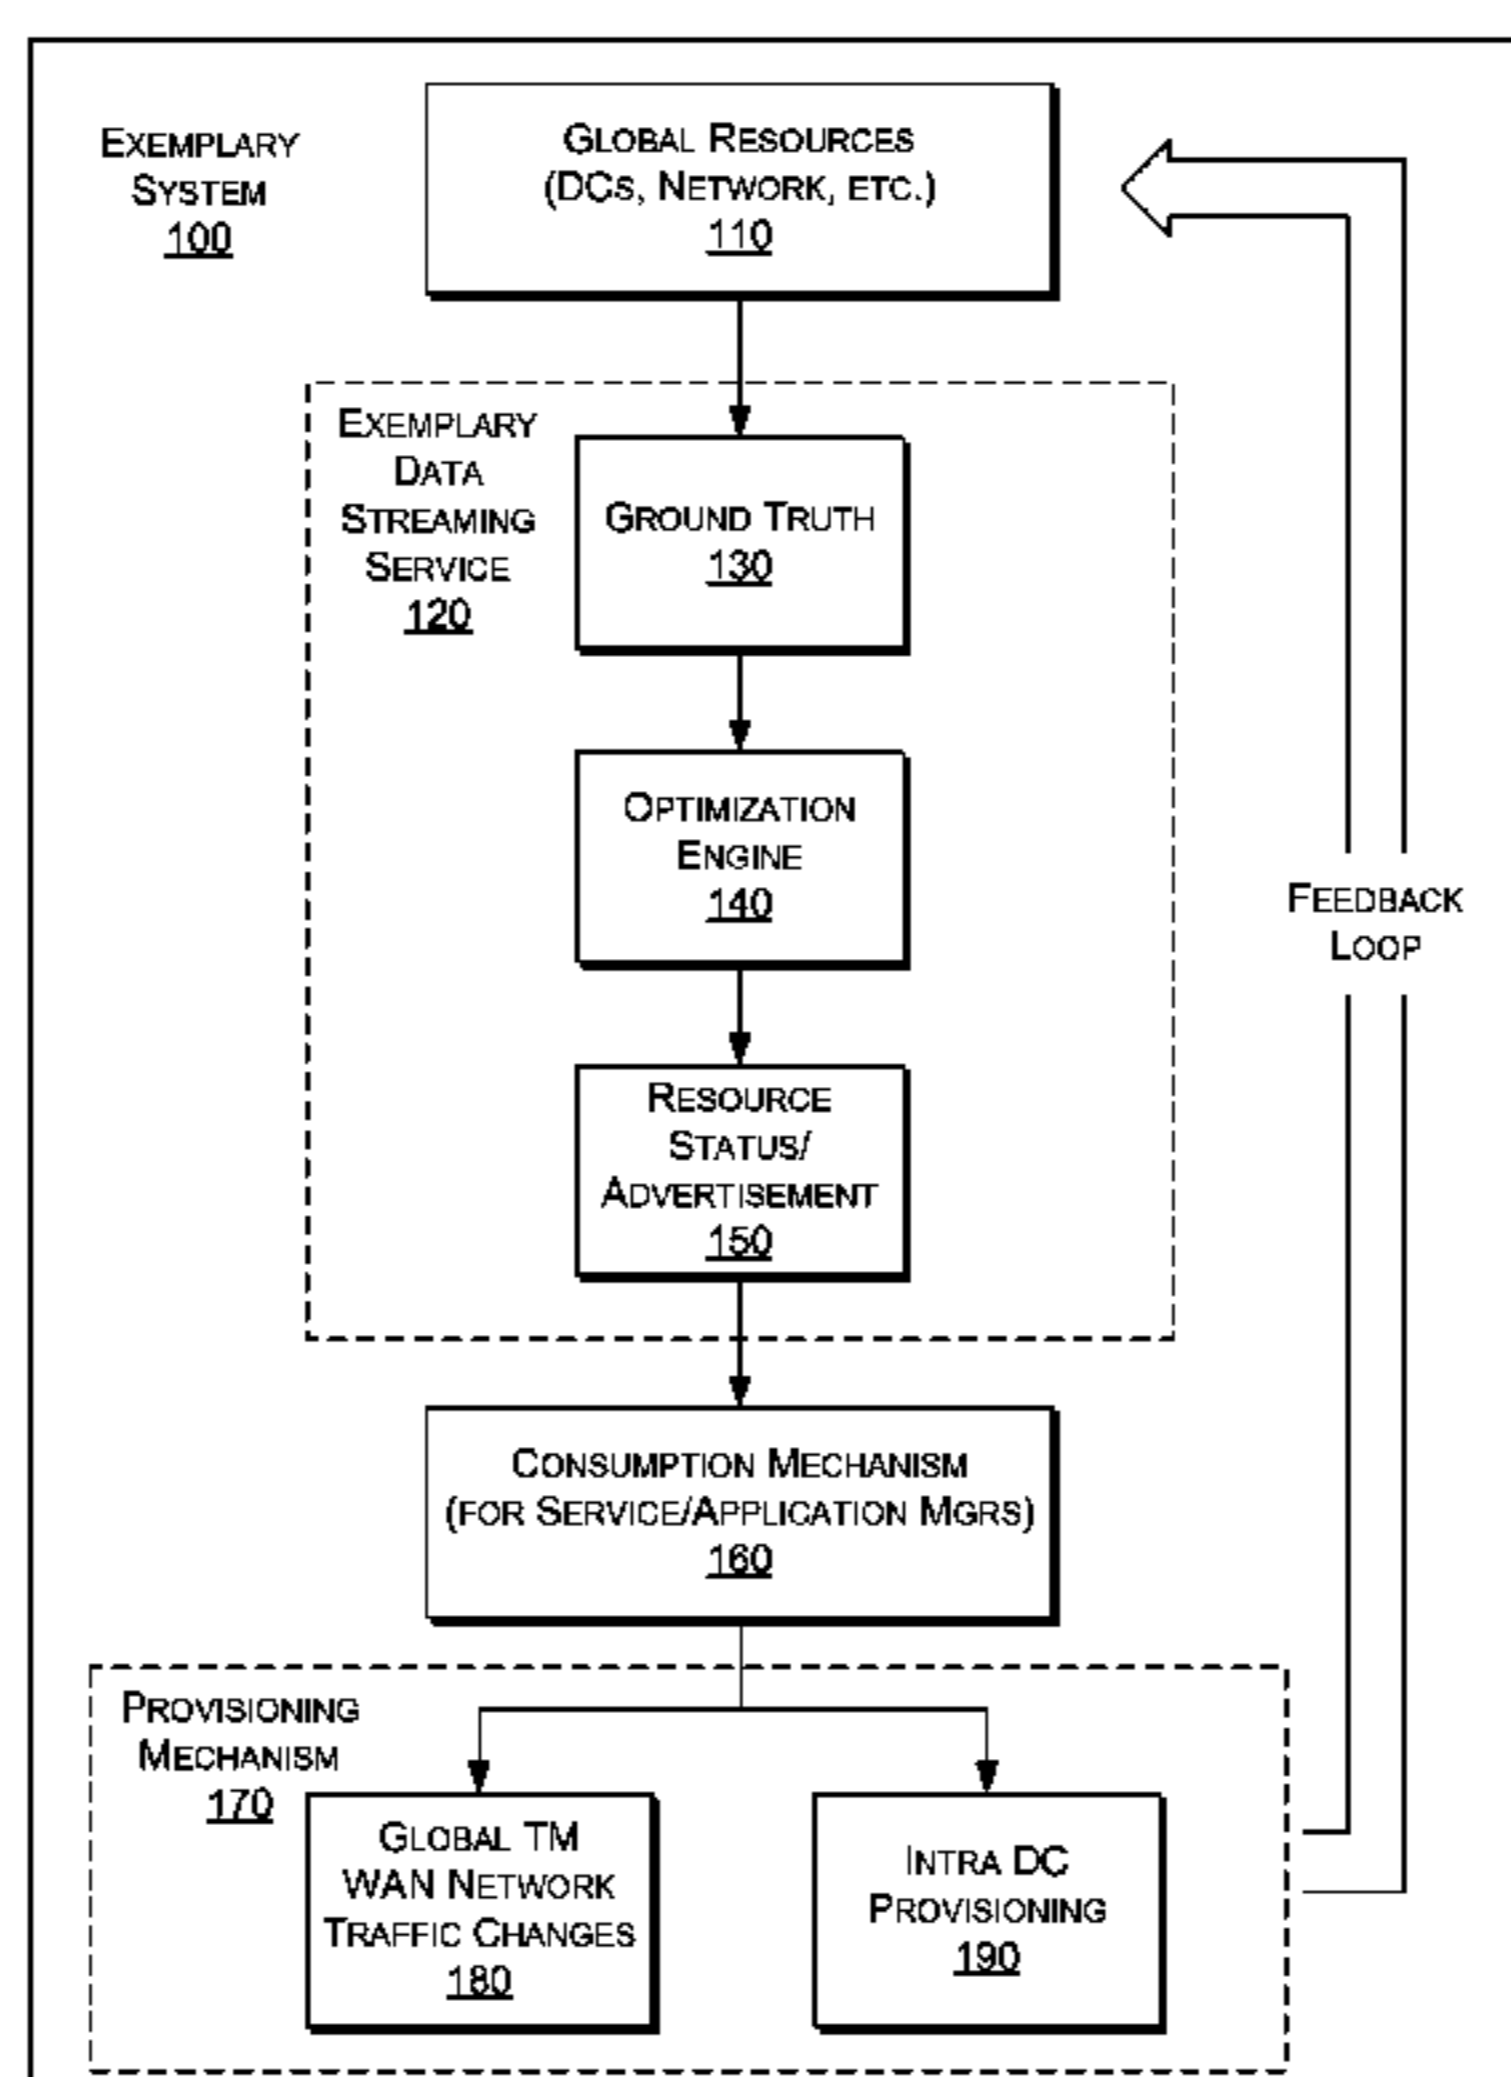 EXEMPLARY
SYSTEM
100
GLOBAL RESOURCES
(DCS, NETWORK, ETC.)
110
EXEMPLARY
DATA
STREAMING
SERVICE
120
GROUND TRUTH
130
OPTIMIZATION
ENGINE
140
FEEDBACK
LOOP
RESOURCE
STATUS/
ADVERTISEMENT
150
CONSUMPTION MECHANISM
(FOR SERVICE/APPLICATION MGRS)
160
PROVISIONING
MECHANISM
170
GLOBAL TM
WAN NETWORK
TRAFFIC CHANGES
180
INTRA DC
PROVISIONING
190